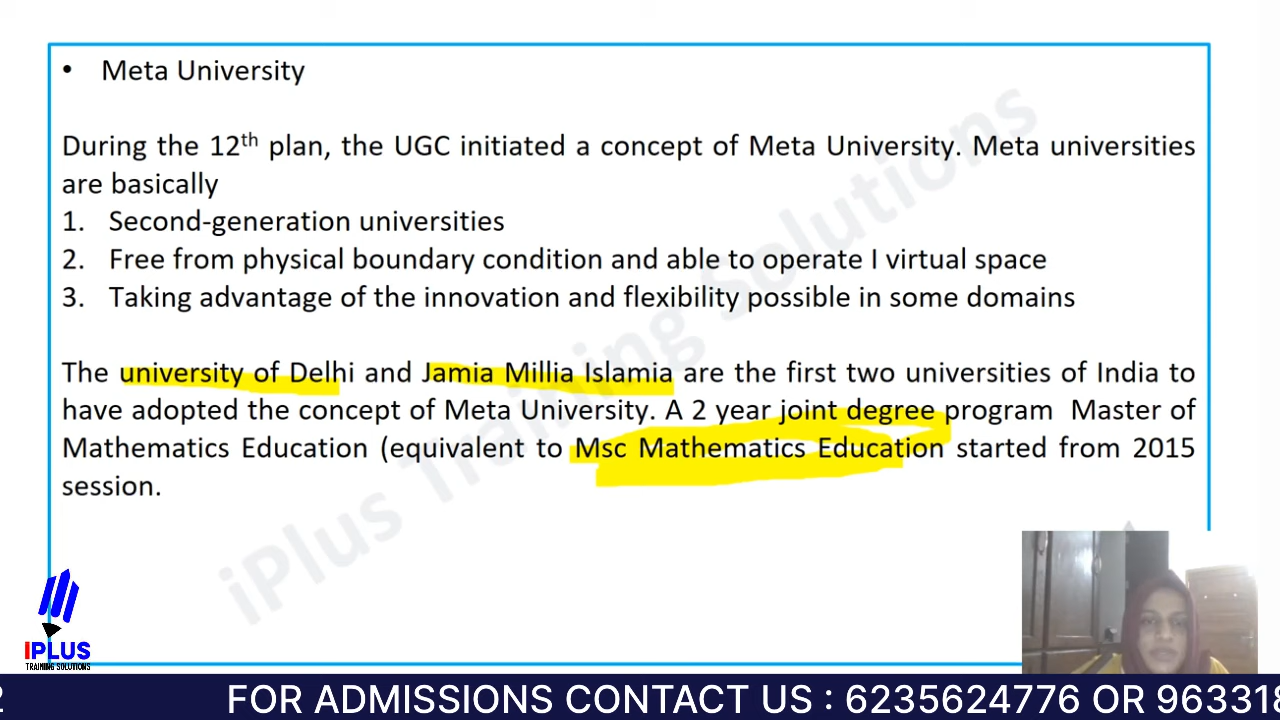 • Meta University
During the 12th plan, the UGC initiated a concept of Meta University. Meta universities
are basically
1. Second-generation universities
2. Free from physical boundary condition and able to operate I virtual space
3. Taking advantage of the innovation and flexibility possible in some domains
The university of Delhi and Jamia Millia Islamia are the first two universities of India to
have adopted the concept of Meta University. A 2 year joint degree program Master of
Mathematics Education (equivalent to Msc Mathematics Education started from 2015
session.
iPlus Training Solutions
IPLUS
TRAINING SOLUTIONS
2 FOR ADMISSIONS CONTACT US : 6235624776 OR 963318